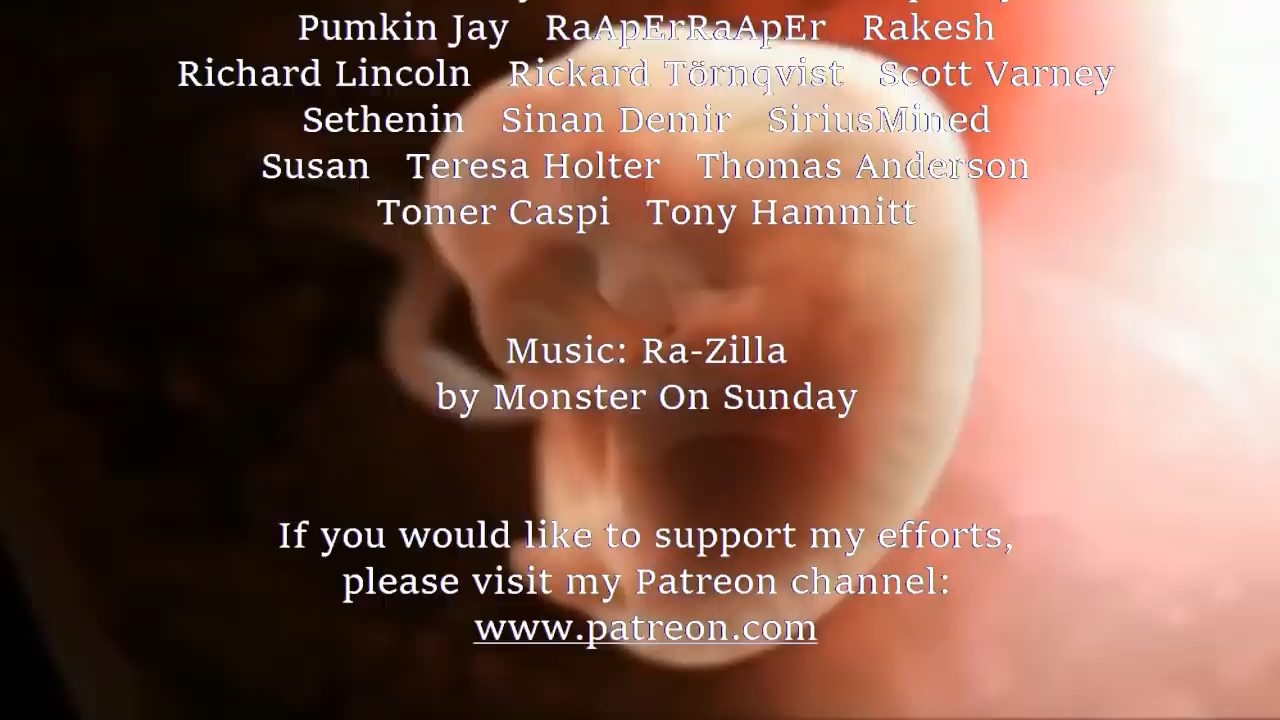 Pumkin Jay RaApErRaApEr Rakesh
Richard Lincoln Rickard Törnqvist Scott Varney
Sethenin Sinan Demir SiriusMined
Susan Teresa Holter Thomas Anderson
Tomer Caspi Tony Hammitt
Music: Ra-Zilla
by Monster On Sunday
If you would like to support my efforts,
please visit my Patreon channel:
www.patreon.com